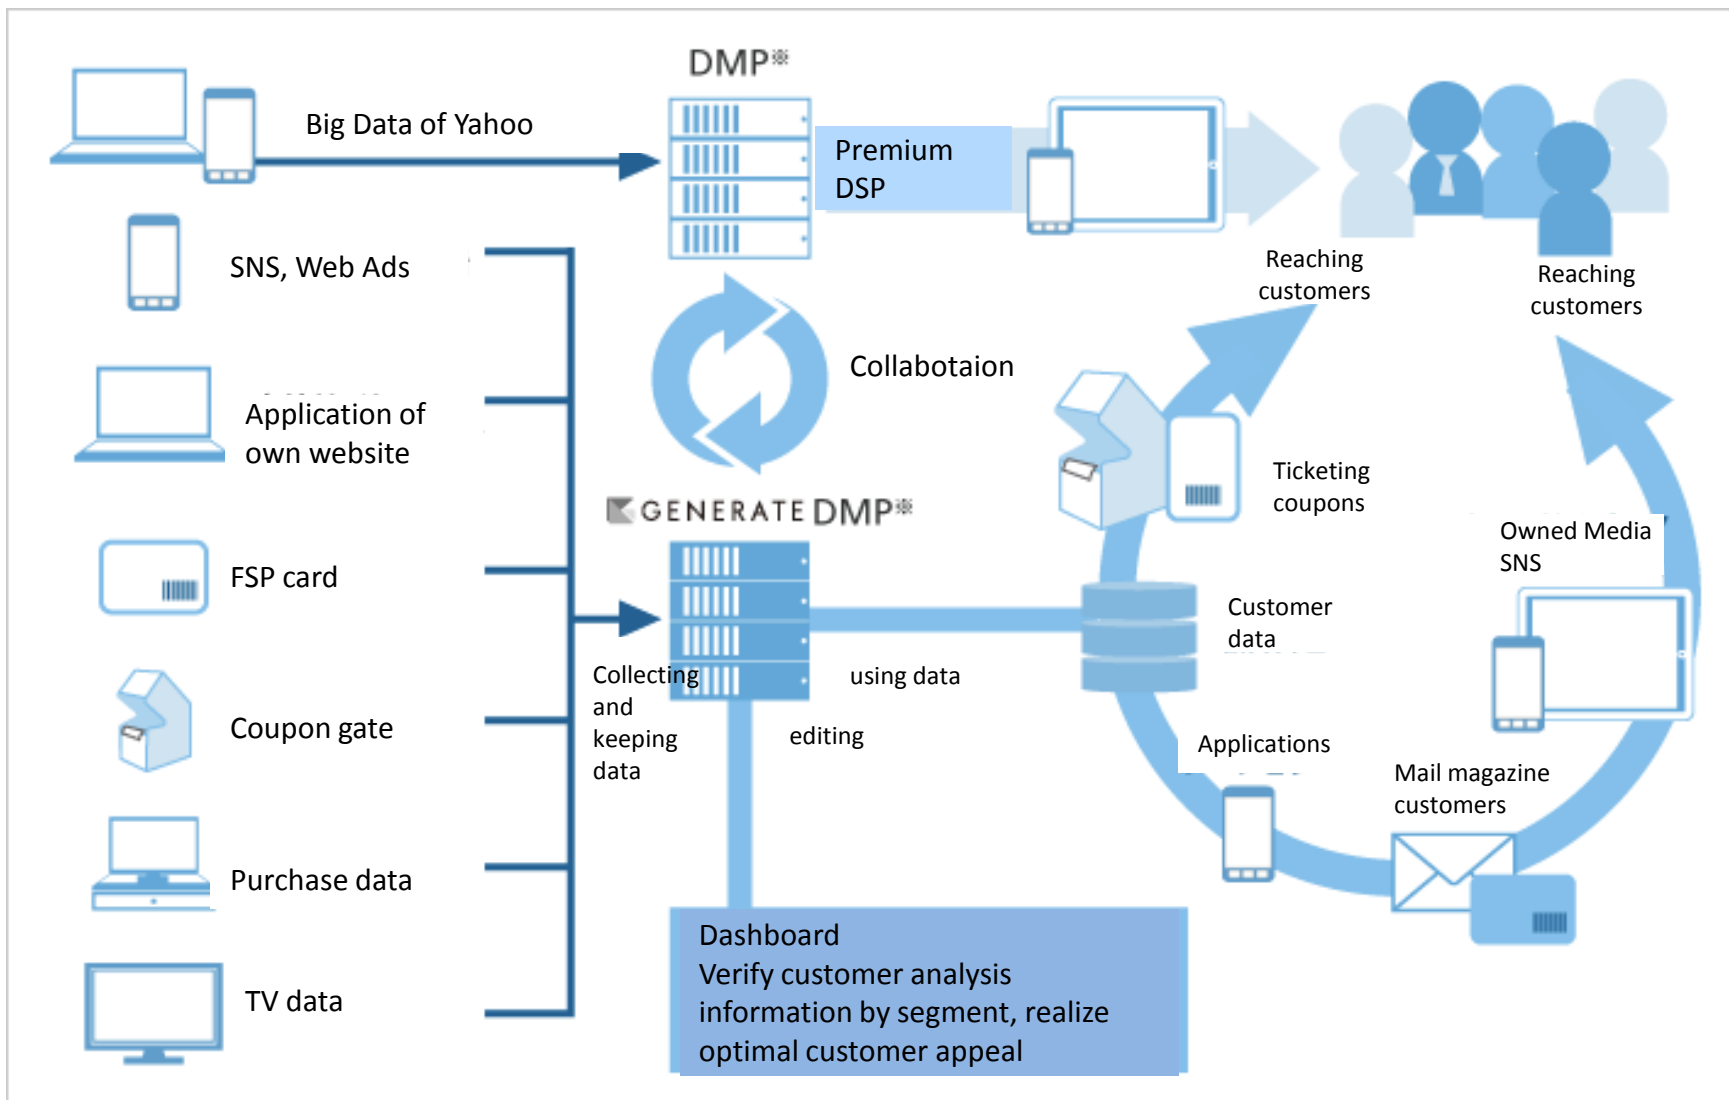 DMP※
Big Data of Yahoo
Premium
DSP
SNS, Web Ads
Reaching
customers
Reaching
customers
Collabotaion
Application of
own website
Ticketing
coupons
GENERATE DMP※
Owned Media
SNS
FSP card
Customer
data
Collecting
and
keeping
data
using data
editing
Coupon gate
Applications
Mail magazine
customers
Purchase data
Dashboard
Verify customer analysis
information by segment, realize
optimal customer appeal
TV data